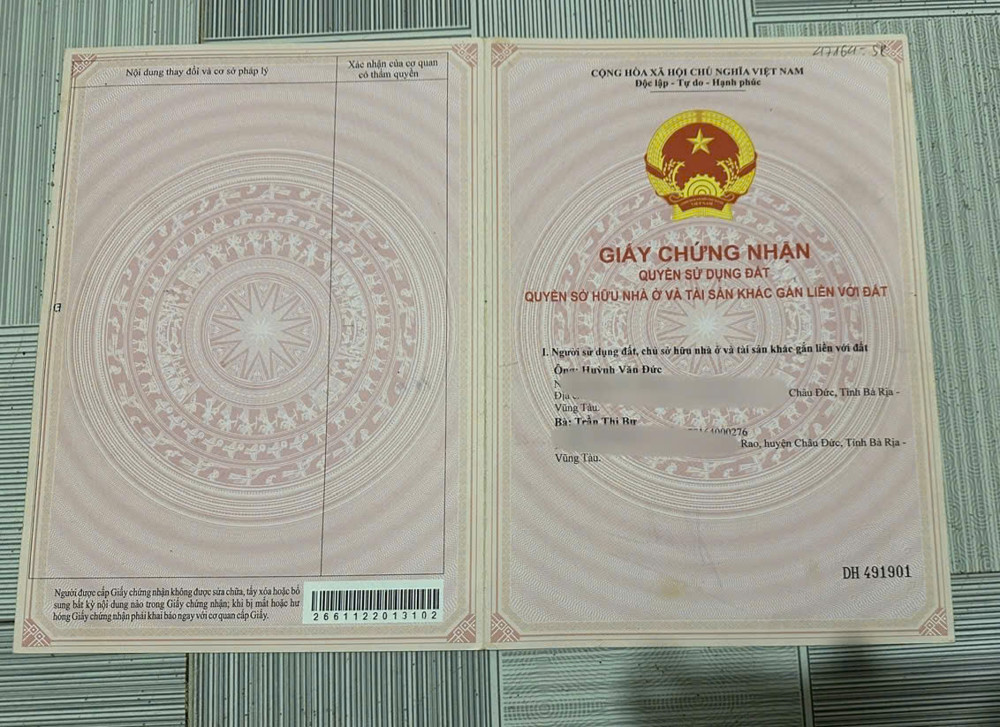 Nội dung thay đổi và cơ sở pháp lý
Xác nhận của cơ quan
có thẩm quyền
Người được cấp Giấy chứng nhận không được sửa chữa, tẩy xóa hoặc bổ
sung bất kỳ nội dung nào trong Giấy chứng nhận; khi bị mất hoặc hư
hỏng Giấy chứng nhận phải khai báo ngay với cơ quan cấp Giấy.
2661122013102
CỘNG HÒA XÃ HỘI CHỦ NGHĨA VIỆT NAM
Độc lập - Tự do - Hạnh phúc
GIẤY CHỨNG NHẬN
QUYỀN SỬ DỤNG ĐẤT
QUYỀN SỞ HỮU NHÀ Ở VÀ TÀI SẢN KHÁC GẮN LIỀN VỚI ĐẤT
I. Người sử dụng đất, chủ sở hữu nhà ở và tài sản khác gắn liền với đất
Ông: Huỳnh Văn Đức
Châu Đức, Tỉnh Bà Rịa -
Vũng Tàu.
Bà: Trần Thị Bự
Rao, huyện Châu Đức, Tỉnh Bà Rịa -
Vũng Tàu.
DH 491901